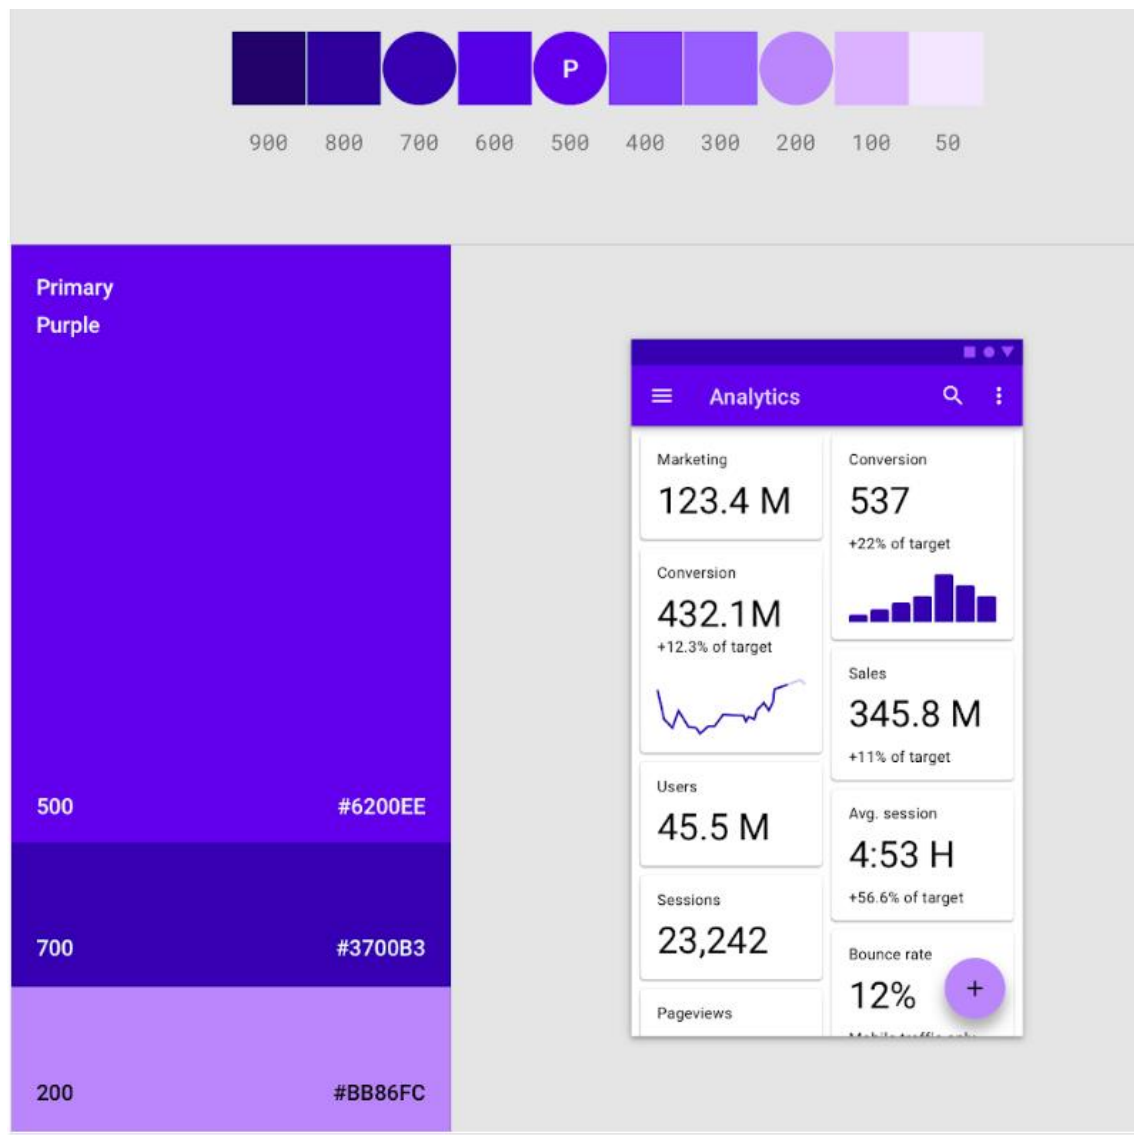 P
900 800 700 600 500 400 300 200 100 50
Primary
Purple
500 #6200EE
700 #3700B3
200 #BB86FC
Analytics
Marketing
123.4 M
Conversion
432.1M
+12.3% of target
Users
45.5 M
Sessions
23,242
Pageviews
Conversion
537
+22% of target
Sales
345.8 M
+11% of target
Avg. session
4:53 H
+56.6% of target
Bounce rate
12%
+